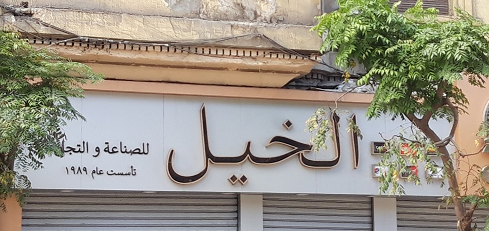 الخيل
للصناعة و التجا
تأسست عام ١٩٨٩